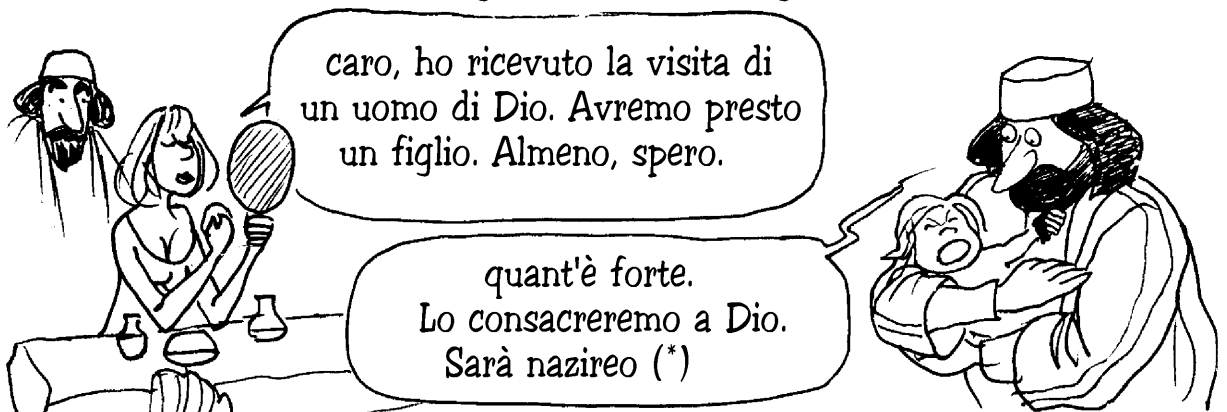 caro, ho ricevuto la visita di
un uomo di Dio. Avremo presto
un figlio. Almeno, spero.
quant'è forte.
Lo consacreremo a Dio.
Sarà nazireo (*)